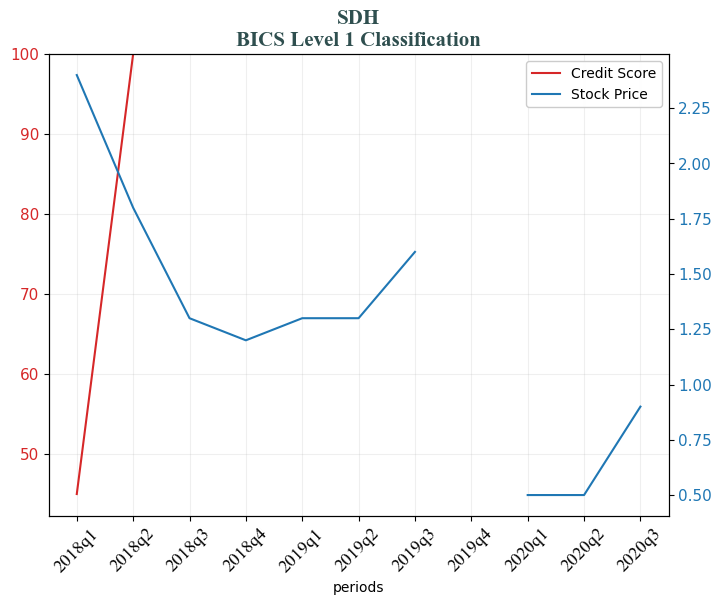 SDH
BICS Level 1 Classification
Credit Score
Stock Price
100
90
80
70
60
50
2.25
2.00
1.75
1.50
1.25
1.00
0.75
0.50
2018q1
2018q2
2018q3
2018q4
2019q1
2019q2
2019q3
2019q4
2020q1
2020q2
2020q3
periods